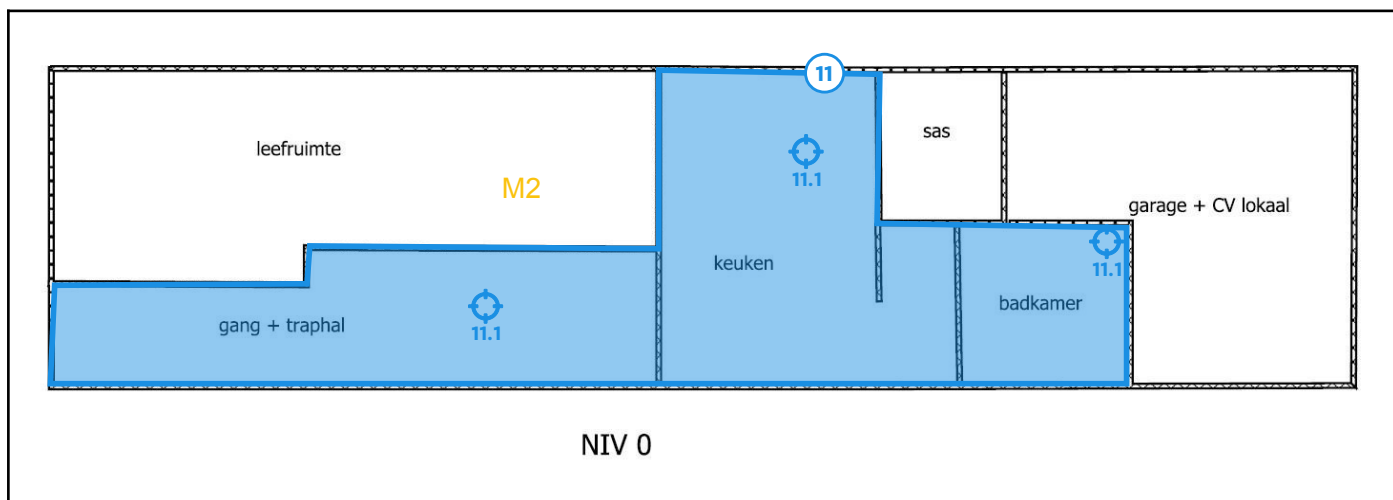 11
leefruimte
sas
11.1
M2
garage + CV lokaal
keuken
11.1
badkamer
gang + traphal
11.1
NIV 0